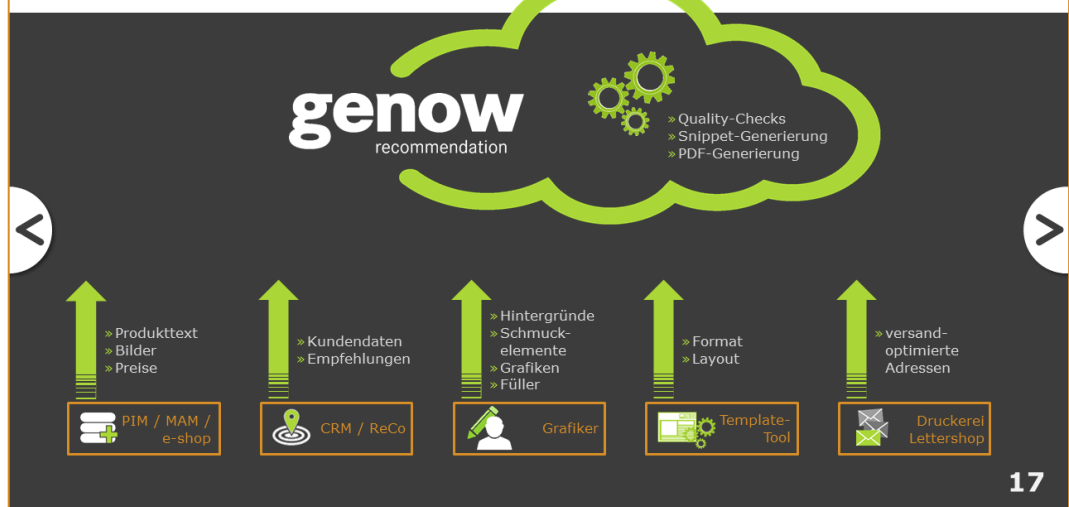 genow
recommendation
» Quality-Checks
» Snippet-Generierung
» PDF-Generierung
<
>
» Produkttext
» Bilder
» Preise
» Kundendaten
» Empfehlungen
» Hintergründe
» Schmuck-
elemente
» Grafiken
» Füller
» Format
» Layout
» versand-
optimierte
Adressen
PIM / MAM /
e-shop
CRM / ReCo
Grafiker
Template-
Tool
Druckerei
Lettershop
17